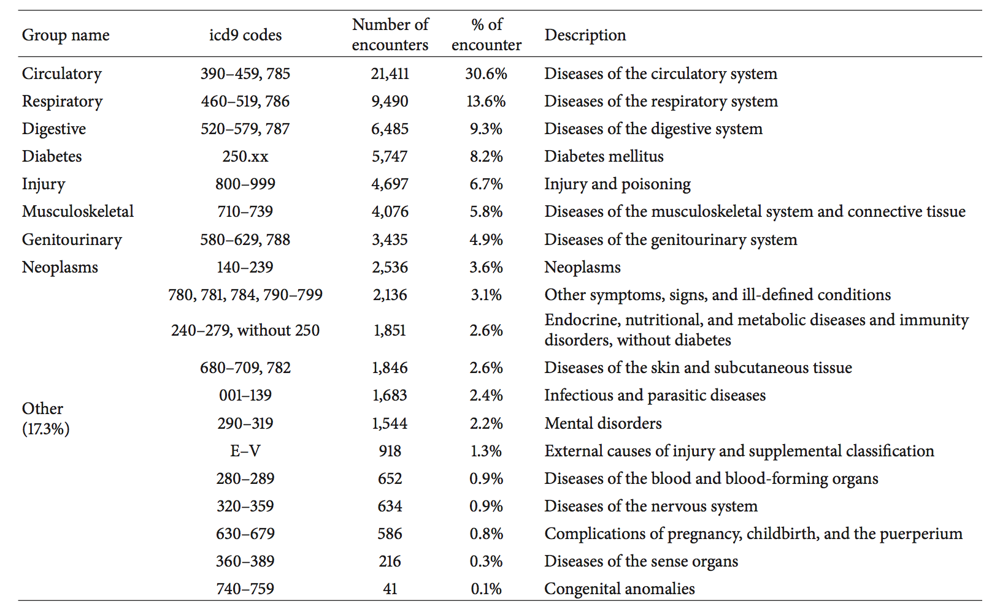 Group name icd9 codes Number of encounters % of encounter Description
Circulatory 390–459, 785 21,411 30.6% Diseases of the circulatory system
Respiratory 460–519, 786 9,490 13.6% Diseases of the respiratory system
Digestive 520–579, 787 6,485 9.3% Diseases of the digestive system
Diabetes 250.xx 5,747 8.2% Diabetes mellitus
Injury 800–999 4,697 6.7% Injury and poisoning
Musculoskeletal 710–739 4,076 5.8% Diseases of the musculoskeletal system and connective tissue
Genitourinary 580–629, 788 3,435 4.9% Diseases of the genitourinary system
Neoplasms 140–239 2,536 3.6% Neoplasms
Other (17.3%)
780, 781, 784, 790–799 2,136 3.1% Other symptoms, signs, and ill-defined conditions
240–279, without 250 1,851 2.6% Endocrine, nutritional, and metabolic diseases and immunity
disorders, without diabetes
680–709, 782 1,846 2.6% Diseases of the skin and subcutaneous tissue
001–139 1,683 2.4% Infectious and parasitic diseases
290–319 1,544 2.2% Mental disorders
E–V 918 1.3% External causes of injury and supplemental classification
280–289 652 0.9% Diseases of the blood and blood-forming organs
320–359 634 0.9% Diseases of the nervous system
630–679 586 0.8% Complications of pregnancy, childbirth, and the puerperium
360–389 216 0.3% Diseases of the sense organs
740–759 41 0.1% Congenital anomalies